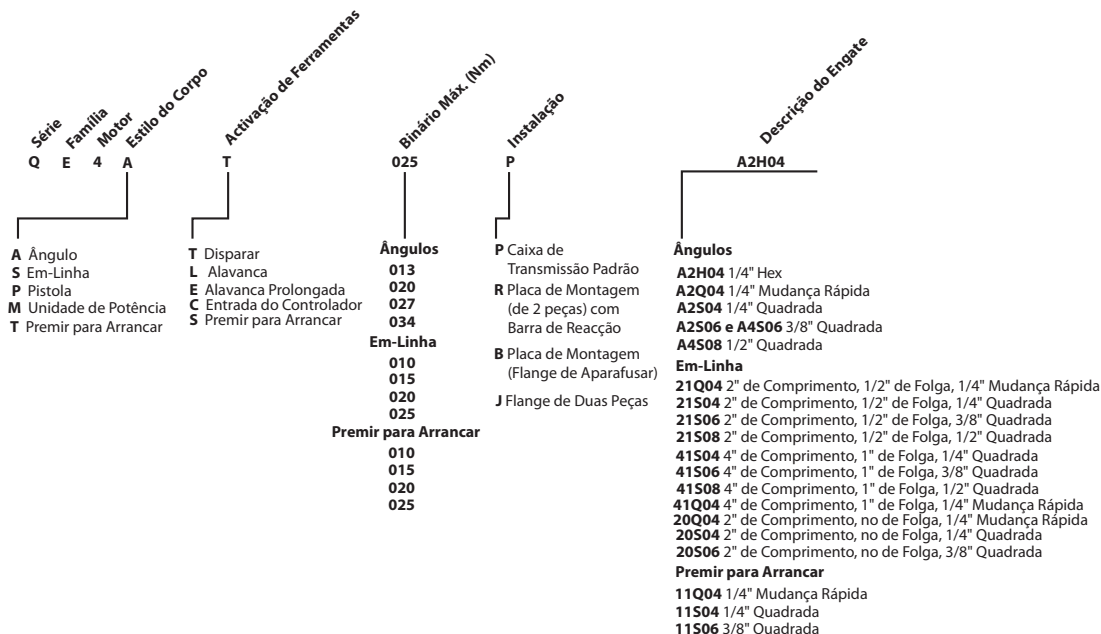 Série
Família
Motor
Estilo do Corpo
Activação de Ferramentas
Binário Máx. (Nm)
Instalação
Descrição do Engate
Q E 4 A T 025 P A2H04
A Ângulo
S Em-Linha
P Pistola
M Unidade de Potência
T Premir para Arrancar
T Disparar
L Alavanca
E Alavanca Prolongada
C Entrada do Controlador
S Premir para Arrancar
Ângulos
013
020
027
034
Em-Linha
010
015
020
025
Premir para Arrancar
010
015
020
025
P Caixa de
Transmissão Padrão
R Placa de Montagem
(de 2 peças) com
Barra de Reacção
B Placa de Montagem
(Flange de Aparafusar)
J Flange de Duas Peças
Ângulos
A2H04 1/4" Hex
A2Q04 1/4" Mudança Rápida
A2S04 1/4" Quadrada
A2S06 e A4S06 3/8" Quadrada
A4S08 1/2" Quadrada
Em-Linha
21Q04 2" de Comprimento, 1/2" de Folga, 1/4" Mudança Rápida
21S04 2" de Comprimento, 1/2" de Folga, 1/4" Quadrada
21S06 2" de Comprimento, 1/2" de Folga, 3/8" Quadrada
21S08 2" de Comprimento, 1/2" de Folga, 1/2" Quadrada
41S04 4" de Comprimento, 1" de Folga, 1/4" Quadrada
41S06 4" de Comprimento, 1" de Folga, 3/8" Quadrada
41S08 4" de Comprimento, 1" de Folga, 1/2" Quadrada
41Q04 4" de Comprimento, 1" de Folga, 1/4" Mudança Rápida
20Q04 2" de Comprimento, no de Folga, 1/4" Mudança Rápida
20S04 2" de Comprimento, no de Folga, 1/4" Quadrada
20S06 2" de Comprimento, no de Folga, 3/8" Quadrada
Premir para Arrancar
11Q04 1/4" Mudança Rápida
11S04 1/4" Quadrada
11S06 3/8" Quadrada